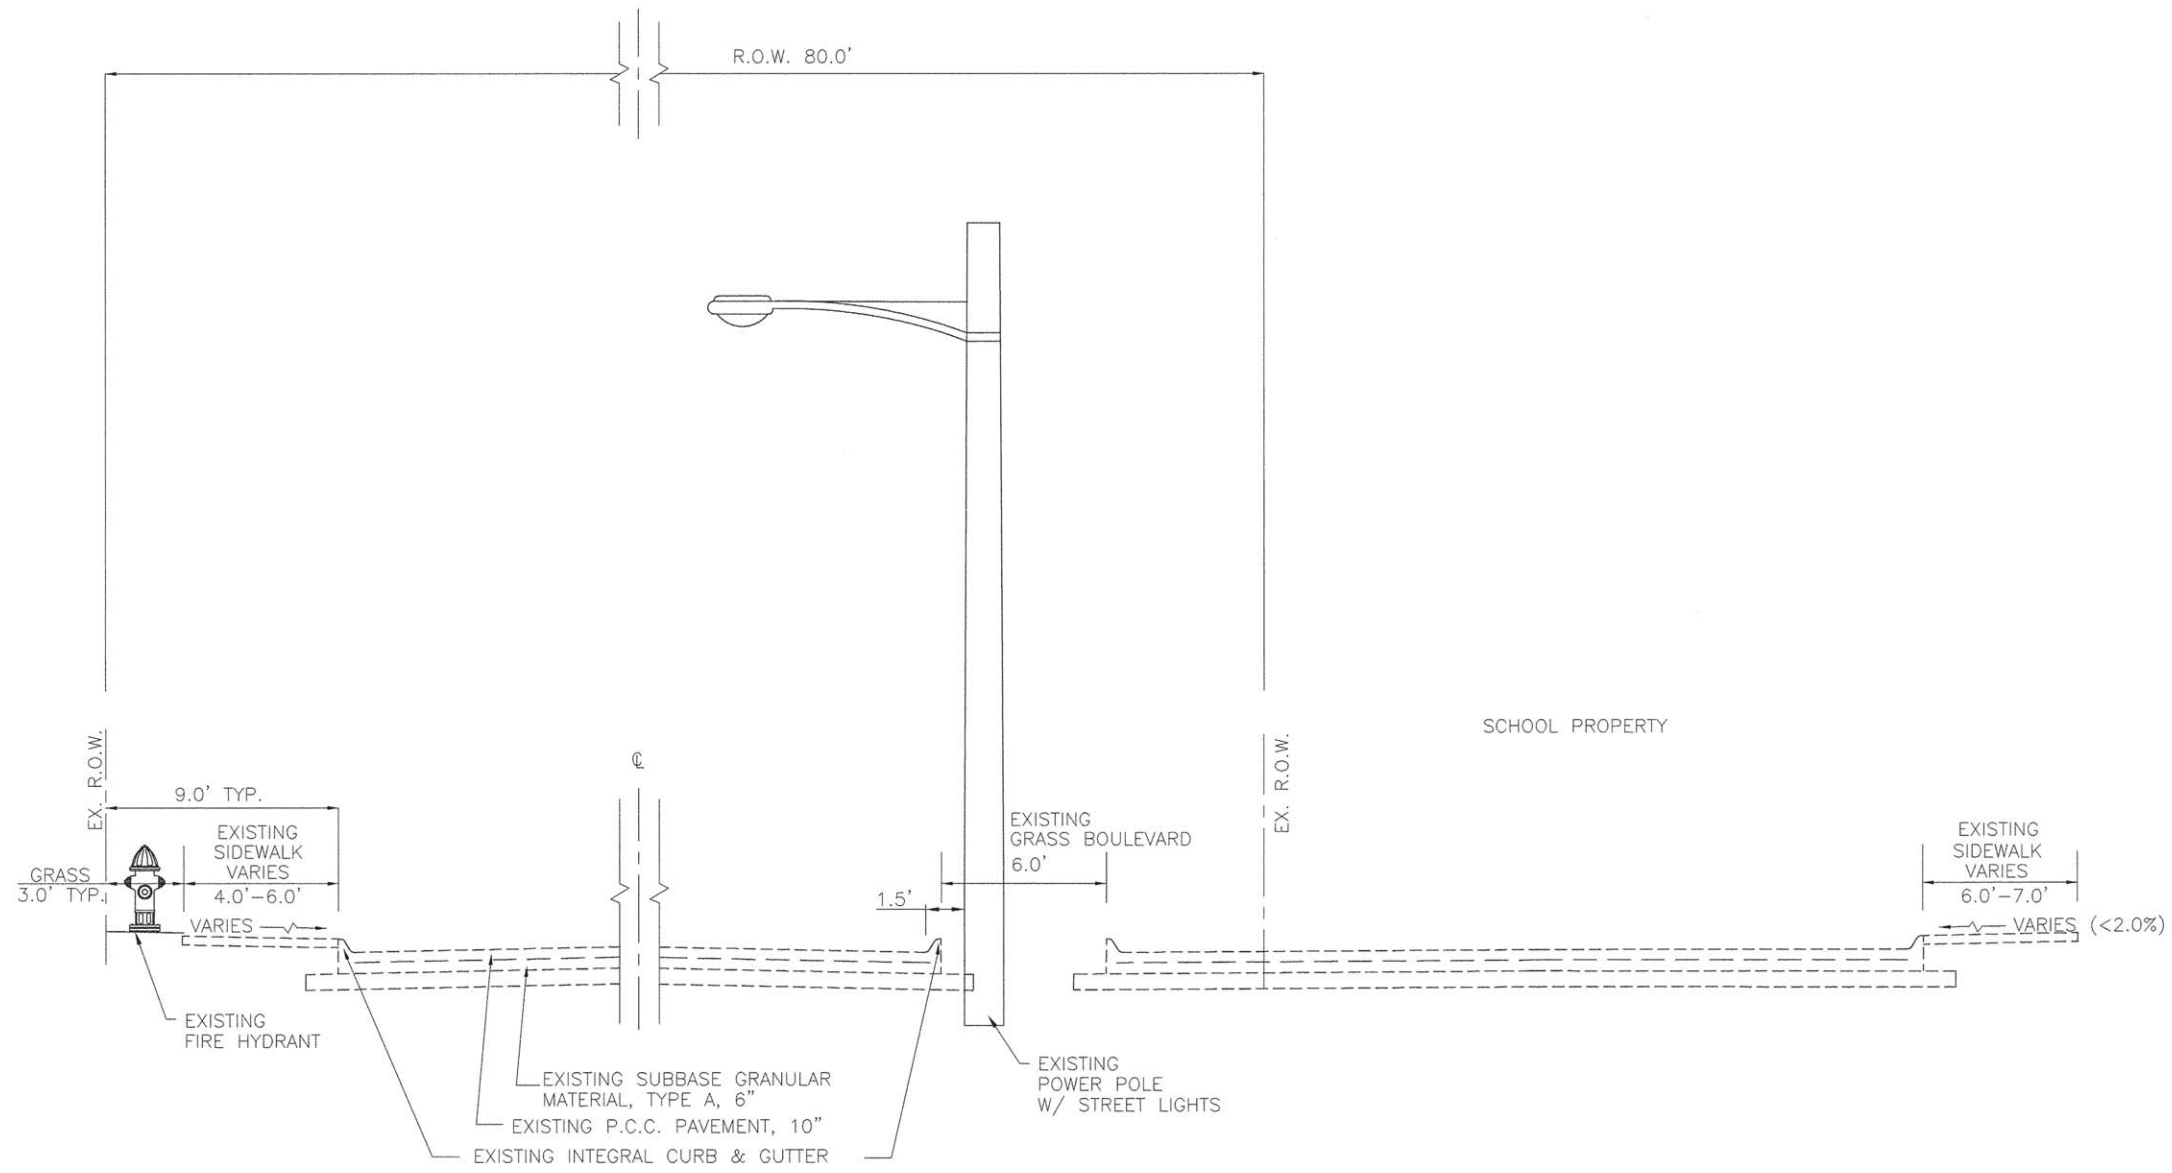 R.O.W. 80.0'
SCHOOL PROPERTY
EX. R.O.W.
EX. R.O.W.
℄
9.0' TYP.
EXISTING
SIDEWALK
VARIES
4.0'-6.0'
GRASS
3.0' TYP.
VARIES
EXISTING
GRASS BOULEVARD
6.0'
1.5'
EXISTING
SIDEWALK
VARIES
6.0'-7.0'
VARIES (<2.0%)
EXISTING
FIRE HYDRANT
EXISTING SUBBASE GRANULAR
MATERIAL, TYPE A, 6"
EXISTING P.C.C. PAVEMENT, 10"
EXISTING INTEGRAL CURB & GUTTER
EXISTING
POWER POLE
W/ STREET LIGHTS